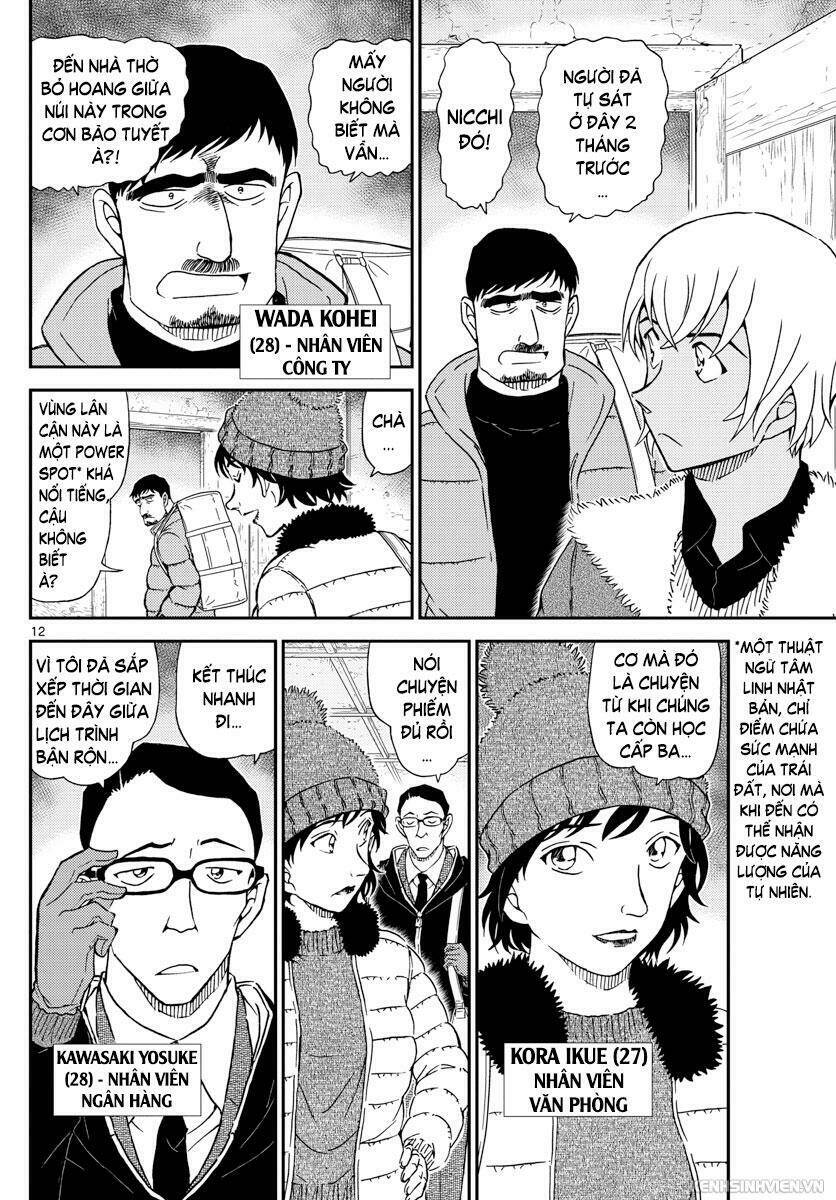 NGƯỜI ĐÃ
TỰ SÁT
Ở ĐÂY 2
THÁNG
TRƯỚC
...
NICCHI
ĐÓ!
MẤY
NGƯỜI
KHÔNG
BIẾT MÀ
VẪN...
ĐẾN NHÀ THỜ
BỎ HOANG GIỮA
NÚI NÀY TRONG
CƠN BÃO TUYẾT
À?!
WADA KOHEI
(28) - NHÂN VIÊN
CÔNG TY
CHÀ
...
VÙNG LÂN
CẬN NÀY LÀ
MỘT POWER
SPOT* KHÁ
NỔI TIẾNG,
CÂU
KHÔNG
BIẾT
À?
12
*MỘT THUẬT
NGỮ TÂM
LINH NHẬT
BẢN, CHỈ
ĐIỂM CHỨA
SỨC MẠNH
CỦA TRÁI
ĐẤT, NƠI MÀ
KHI ĐẾN CÓ
THỂ NHẬN
ĐƯỢC NĂNG
LƯỢNG CỦA
TỰ NHIÊN.
CƠ MÀ ĐÓ
LÀ CHUYỆN
TỪ KHI CHÚNG
TA CÒN HỌC
CẤP BA...
KORA IKUE (27)
NHÂN VIÊN
VĂN PHÒNG
NÓI
CHUYỆN
PHIẾM
ĐỦ RỒI
...
KẾT THÚC
NHANH
ĐI...
VÌ TÔI ĐÃ SẮP
XẾP THỜI GIAN
ĐẾN ĐÂY GIỮA
LỊCH TRÌNH
BẬN RỘN...
KAWASAKI YOSUKE
(28) - NHÂN VIÊN
NGÂN HÀNG